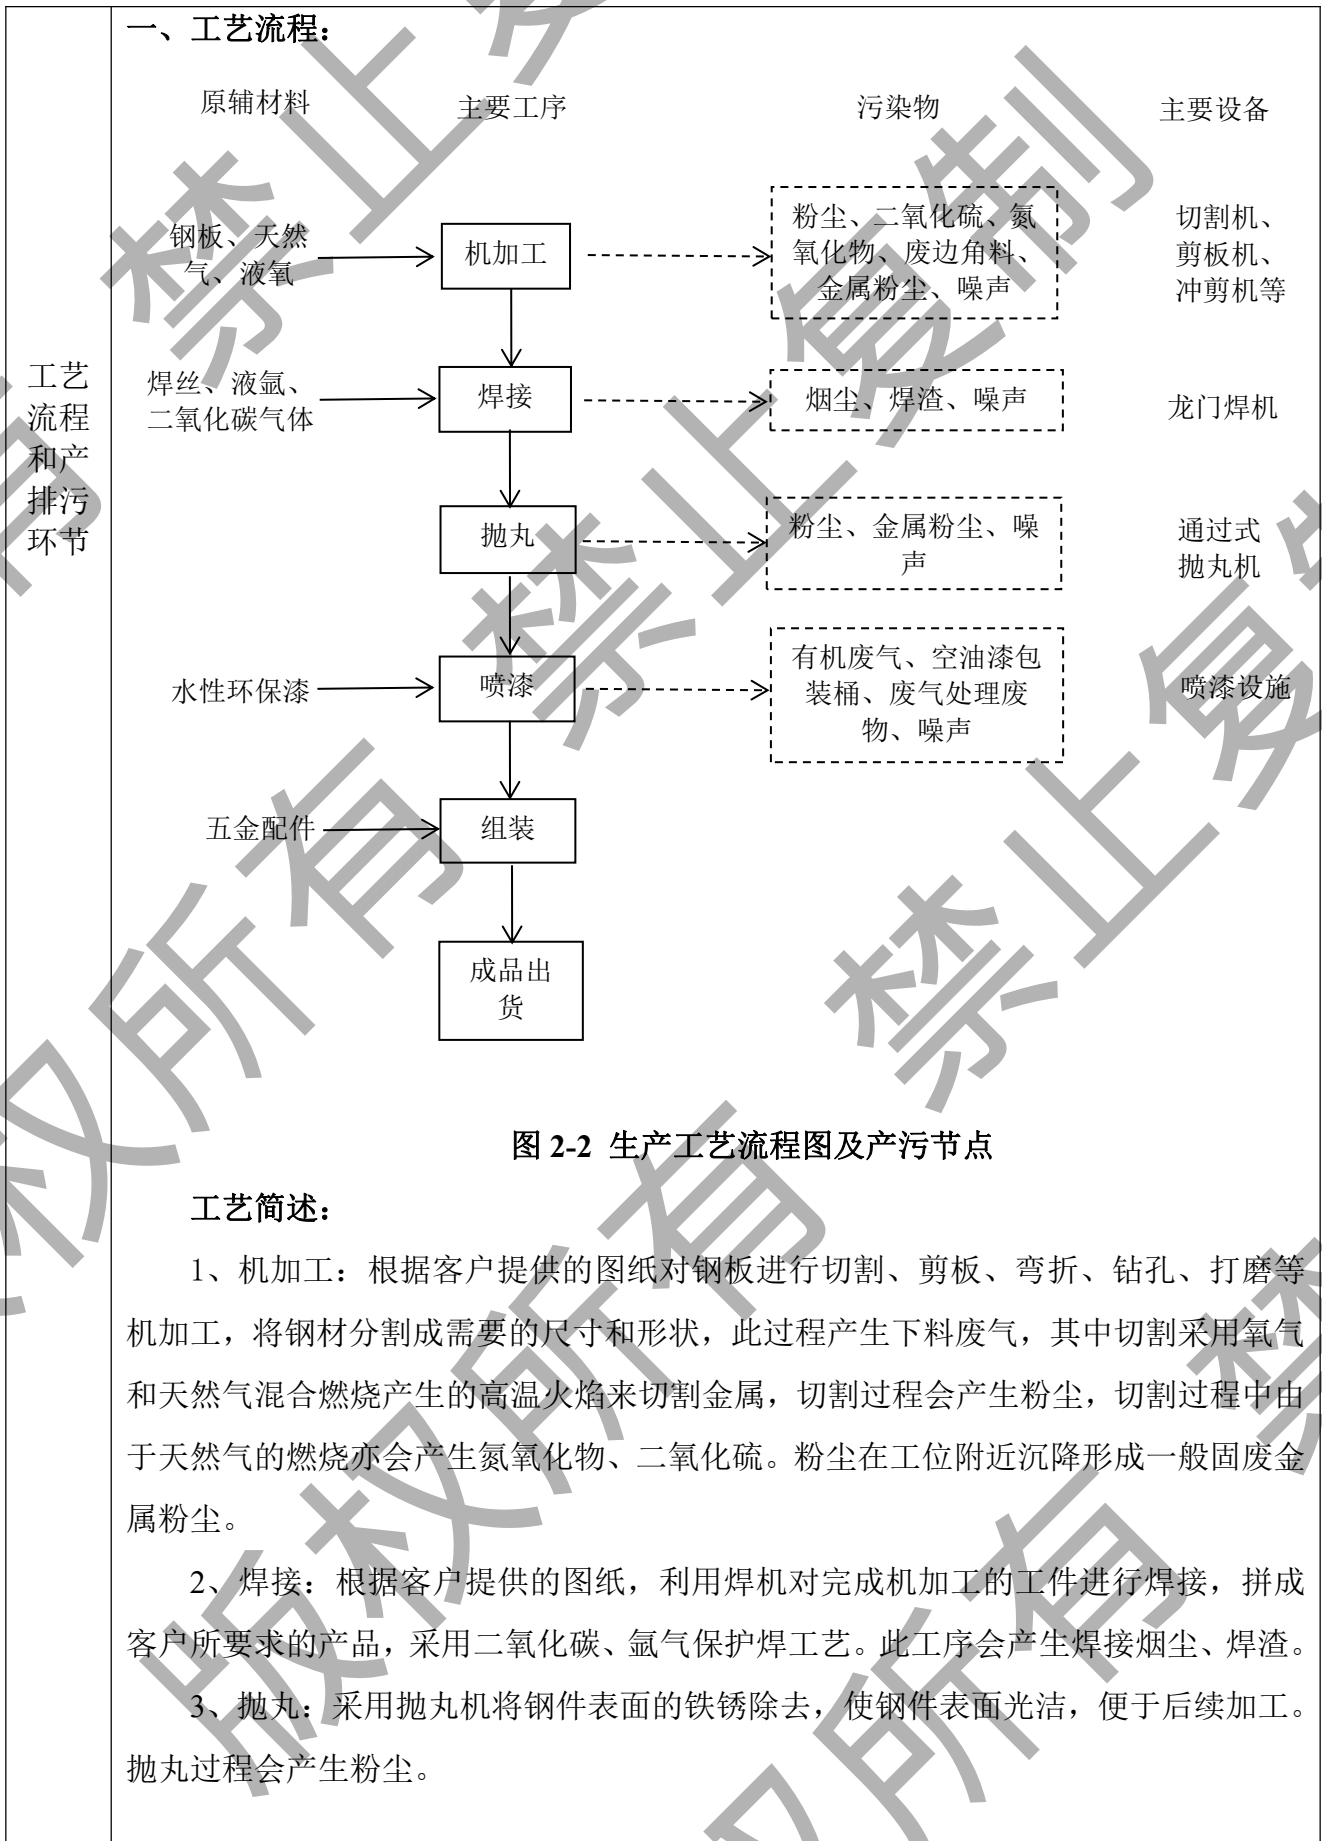 一、工艺流程：
原辅材料 主要工序 污染物 主要设备
钢板、天然
气、液氧
机加工
粉尘、二氧化硫、氮
氧化物、废边角料、
金属粉尘、噪声
切割机、
剪板机、
冲剪机等
工艺
流程
和产
排污
环节
焊丝、液氩、
二氧化碳气体
焊接
烟尘、焊渣、噪声
龙门焊机
抛丸
粉尘、金属粉尘、噪
声
通过式
抛丸机
水性环保漆
喷漆
有机废气、空油漆包
装桶、废气处理废
物、噪声
喷漆设施
五金配件
组装
成品出
货
图 2-2 生产工艺流程图及产污节点
工艺简述：
1、机加工：根据客户提供的图纸对钢板进行切割、剪板、弯折、钻孔、打磨等
机加工，将钢材分割成需要的尺寸和形状，此过程产生下料废气，其中切割采用氧气
和天然气混合燃烧产生的高温火焰来切割金属，切割过程会产生粉尘，切割过程中由
于天然气的燃烧亦会产生氮氧化物、二氧化硫。粉尘在工位附近沉降形成一般固废金
属粉尘。
2、焊接：根据客户提供的图纸，利用焊机对完成机加工的工件进行焊接，拼成
客户所要求的产品，采用二氧化碳、氩气保护焊工艺。此工序会产生焊接烟尘、焊渣。
3、抛丸：采用抛丸机将钢件表面的铁锈除去，使钢件表面光洁，便于后续加工。
抛丸过程会产生粉尘。
版权所有 禁止复制